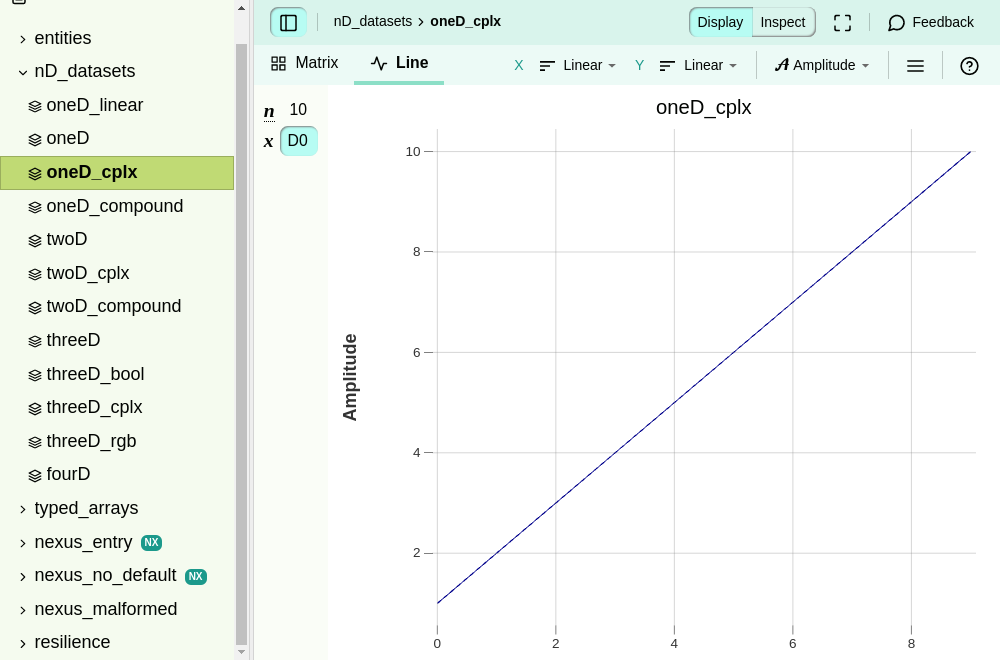 entities
nD_datasets
oneD_linear
oneD
oneD_cplx
oneD_compound
twoD
twoD_cplx
twoD_compound
threeD
threeD_bool
threeD_cplx
threeD_rgb
fourD
typed_arrays
nexus_entry NX
nexus_no_default NX
nexus_malformed
resilience
nD_datasets oneD_cplx
Display Inspect Feedback
Matrix Line X Linear Y Linear A Amplitude
n 10
x D0
oneD_cplx
Amplitude
10
8
6
4
2
0 2 4 6 8